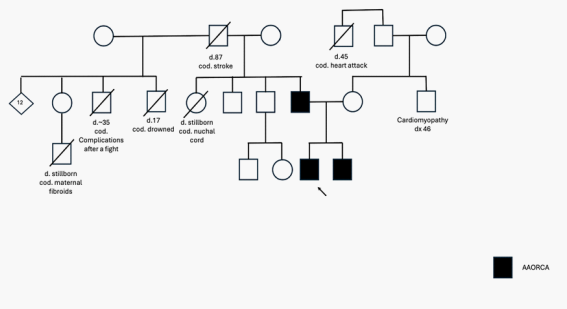 d.87
cod. stroke
d.45
cod. heart attack
12
d.~35
cod.
Complications
after a fight
d.17
cod. drowned
d. stillborn
cod. nuchal
cord
Cardiomyopathy
dx 46
d. stillborn
cod. maternal
fibroids
AAORCA